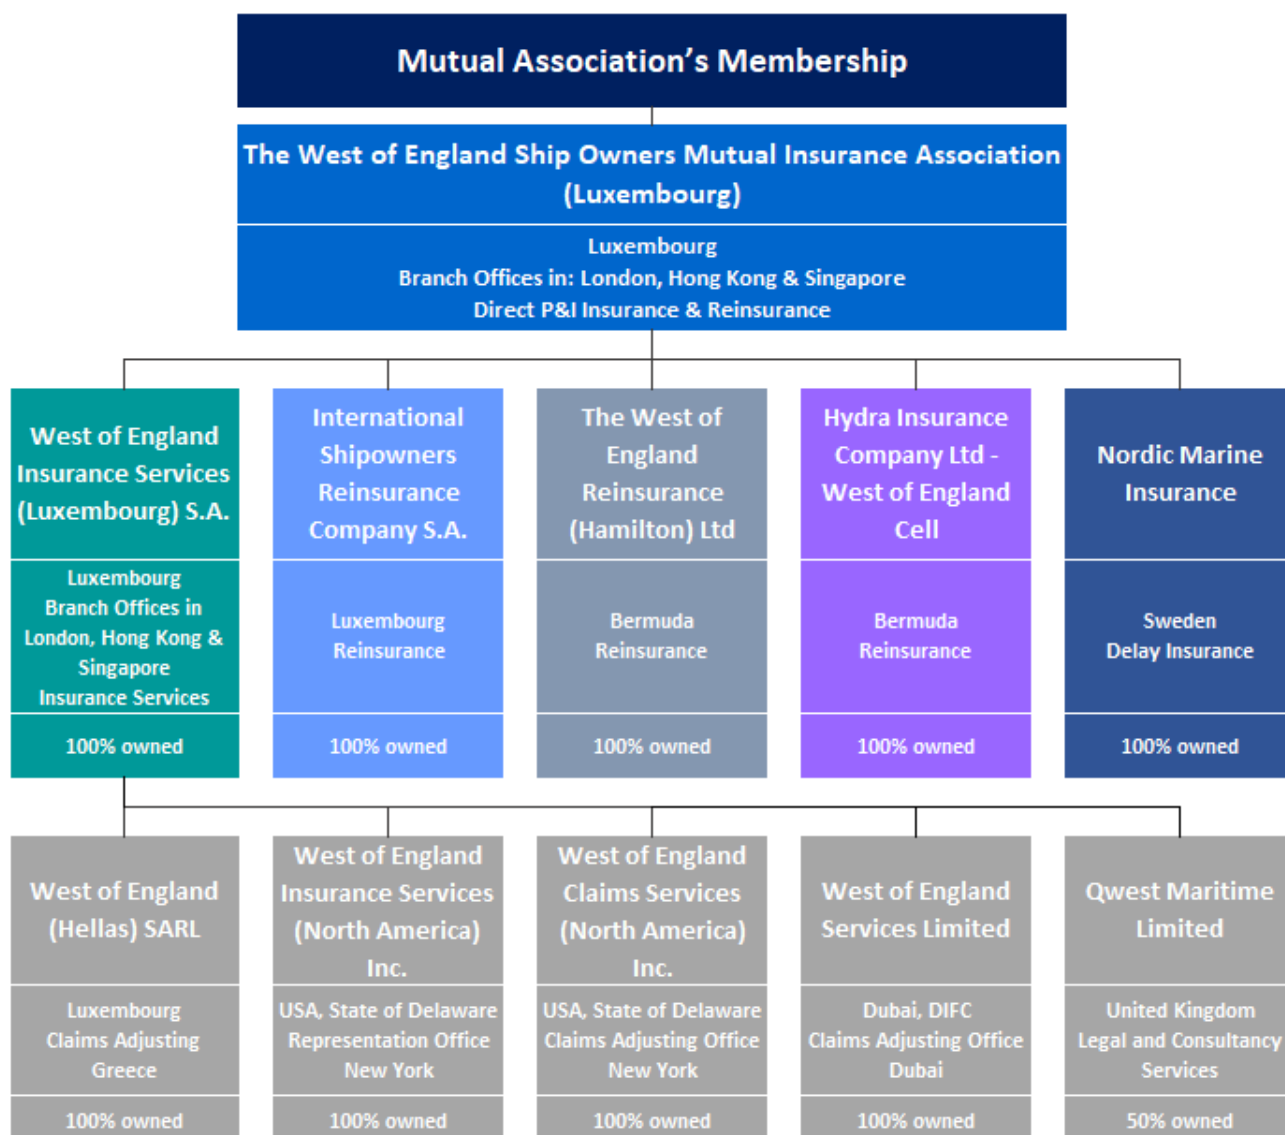 Mutual Association’s Membership
The West of England Ship Owners Mutual Insurance Association
(Luxembourg)
Luxembourg
Branch Offices in: London, Hong Kong & Singapore
Direct P&I Insurance & Reinsurance
West of England
Insurance Services
(Luxembourg) S.A.
Luxembourg
Branch Offices in
London, Hong Kong &
Singapore
Insurance Services
100% owned
International
Shipowners
Reinsurance
Company S.A.
Luxembourg
Reinsurance
100% owned
The West of
England
Reinsurance
(Hamilton) Ltd
Bermuda
Reinsurance
100% owned
Hydra Insurance
Company Ltd -
West of England
Cell
Bermuda
Reinsurance
100% owned
Nordic Marine
Insurance
Sweden
Delay Insurance
100% owned
West of England
(Hellas) SARL
Luxembourg
Claims Adjusting
Greece
100% owned
West of England
Insurance Services
(North America)
Inc.
USA, State of Delaware
Representation Office
New York
100% owned
West of England
Claims Services
(North America)
Inc.
USA, State of Delaware
Claims Adjusting Office
New York
100% owned
West of England
Services Limited
Dubai, DIFC
Claims Adjusting Office
Dubai
100% owned
Qwest Maritime
Limited
United Kingdom
Legal and Consultancy
Services
50% owned